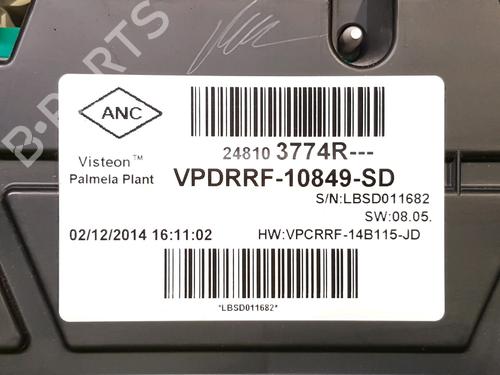 ANC
24810 3774R---
Visteon™
Palmela Plant
VPDRRF-10849-SD
S/N:LBSD011682
SW:08.05.
02/12/2014 16:11:02
HW:VPCRRF-14B115-JD
*LBSD011682*
B-PARTS